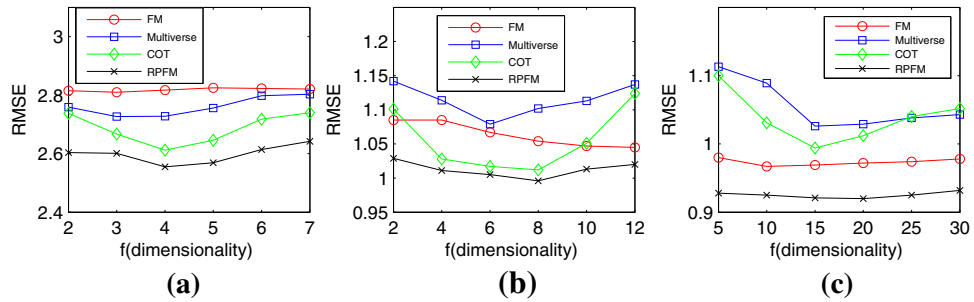 RMSE
3
2.8
2.6
2.4
2 3 4 5 6 7
f(dimensionality)
FM
Multiverse
COT
RPFM
(a)
RMSE
1.2
1.15
1.1
1.05
1
0.95
2 4 6 8 10 12
f(dimensionality)
FM
Multiverse
COT
RPFM
(b)
RMSE
1.1
1
0.9
5 10 15 20 25 30
f(dimensionality)
FM
Multiverse
COT
RPFM
(c)